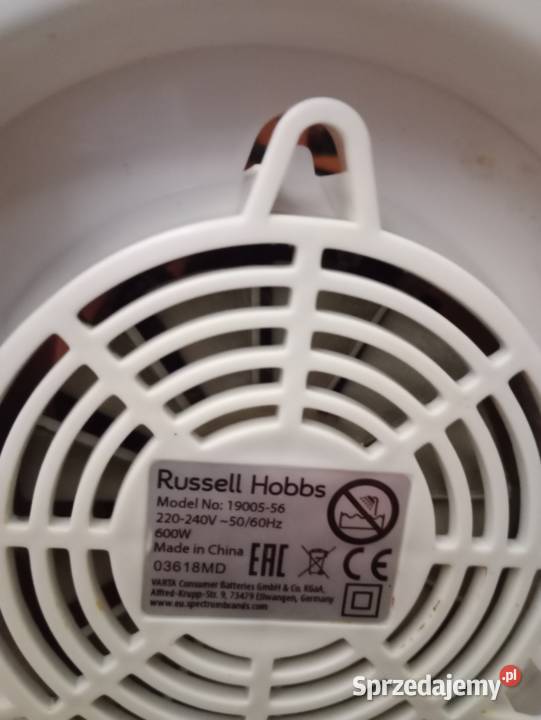 Russell Hobbs
Model No: 19005-56
220-240V ~50/60Hz
600W
Made in China
03618MD
EAC
CE
VARTA Consumer Batteries GmbH & Co. KGaA,
Alfred-Krupp-Str. 9, 73479 Ellwangen, Germany
www.eu.spectrumbrands.com
Sprzedajemy.pl